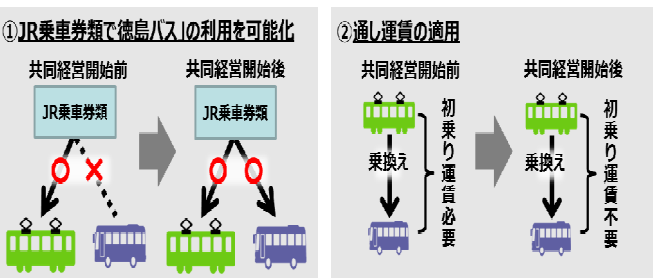 ①JR乗車券類で徳島バス」の利用を可能化
共同経営開始前
共同経営開始後
JR乗車券類
JR乗車券類
②通し運賃の適用
共同経営開始前
共同経営開始後
乗換え
初乗り運賃必要
乗換え
初乗り運賃不要